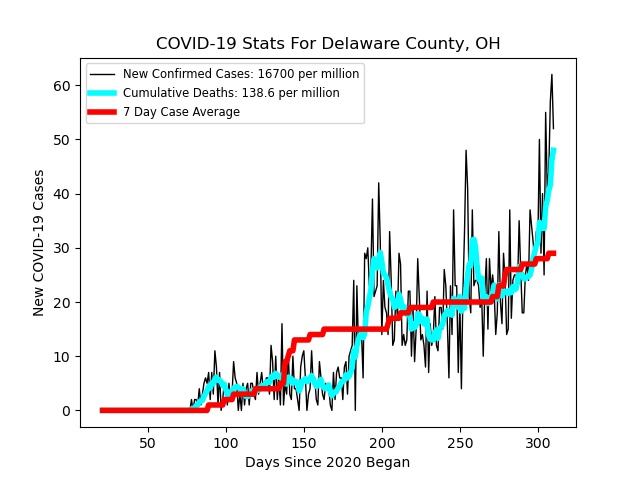 COVID-19 Stats For Delaware County, OH
New Confirmed Cases: 16700 per million
Cumulative Deaths: 138.6 per million
7 Day Case Average
New COVID-19 Cases
60
50
40
30
20
10
0
50 100 150 200 250 300
Days Since 2020 Began